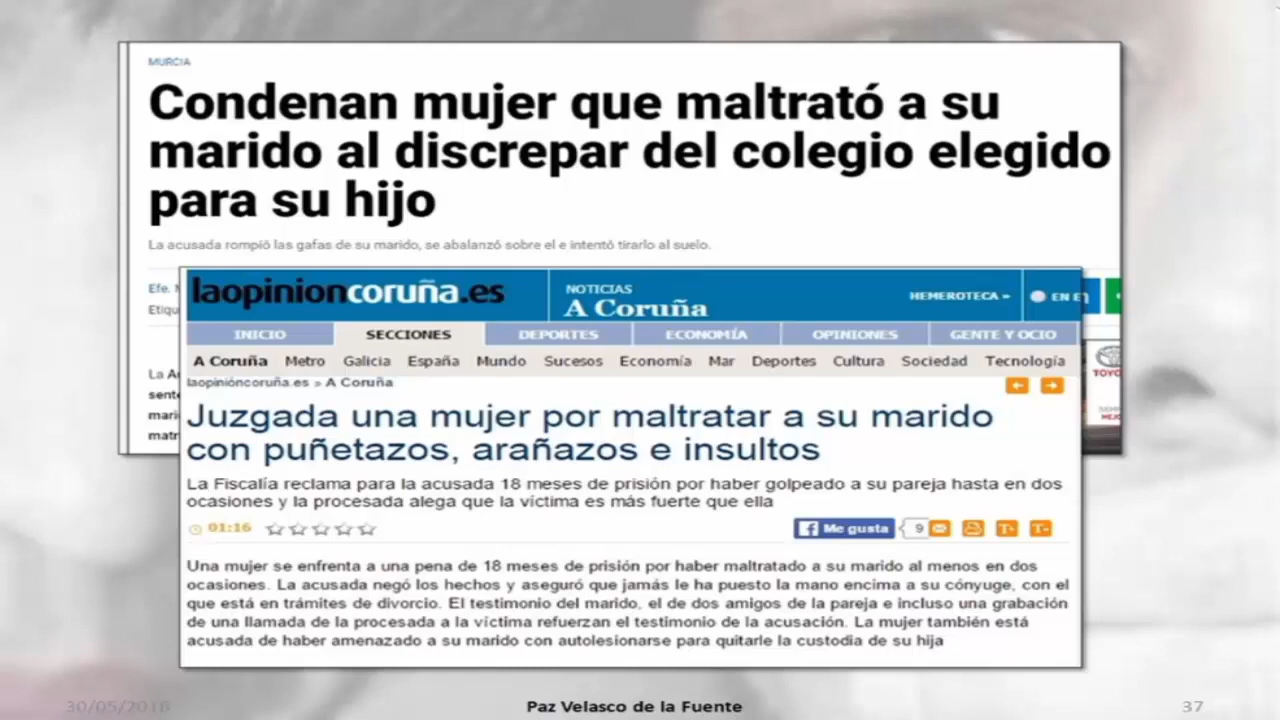 MURCIA
Condenan mujer que maltrató a su
marido al discrepar del colegio elegido
para su hijo
La acusada rompió las gafas de su marido, se abalanzó sobre el e intentó tirarlo al suelo.
Efe.
La
laopinioncoruña.es
NOTICIAS
A Coruña
HEMEROTECA »
EN
INICIO SECCIONES DEPORTES ECONOMÍA OPINIONES GENTE Y OCIO
A Coruña Metro Galicia España Mundo Sucesos Economía Mar Deportes Cultura Sociedad Tecnología
laopinióncoruña.es » A Coruña
TOYO
Juzgada una mujer por maltratar a su marido
con puñetazos, arañazos e insultos
La Fiscalía reclama para la acusada 18 meses de prisión por haber golpeado a su pareja hasta en dos
ocasiones y la procesada alega que la víctima es más fuerte que ella
01:16
Me gusta 9
Una mujer se enfrenta a una pena de 18 meses de prisión por haber maltratado a su marido al menos en dos
ocasiones. La acusada negó los hechos y aseguró que jamás le ha puesto la mano encima a su cónyuge, con el
que está en trámites de divorcio. El testimonio del marido, el de dos amigos de la pareja e incluso una grabación
de una llamada de la procesada a la víctima refuerzan el testimonio de la acusación. La mujer también está
acusada de haber amenazado a su marido con autolesionarse para quitarle la custodia de su hija
30/05/2016
Paz Velasco de la Fuente
37